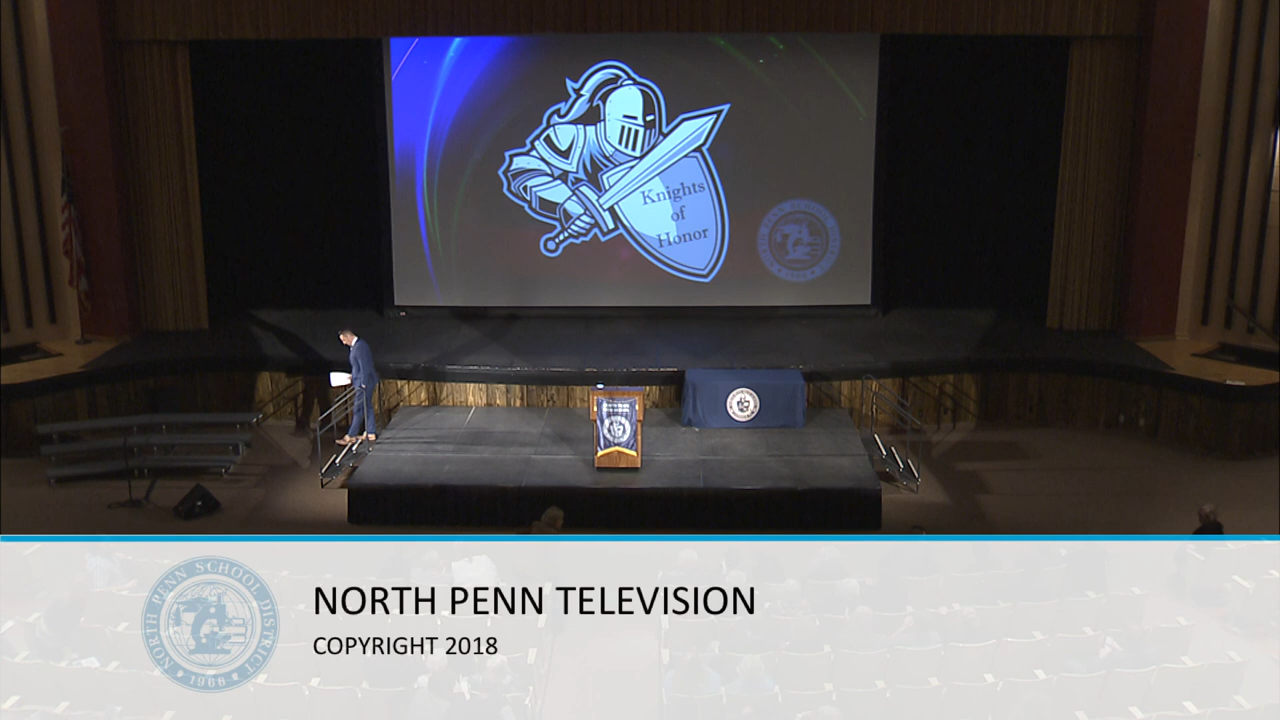 Knights
of
Honor
NORTH PENN SCHOOL DISTRICT
1966
NORTH PENN TELEVISION
COPYRIGHT 2018